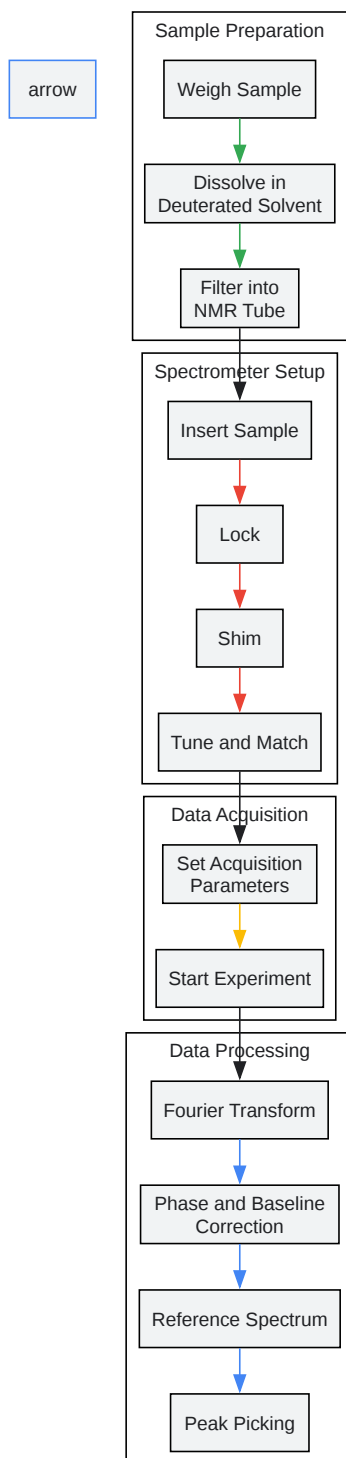 Sample Preparation
arrow
Weigh Sample
Dissolve in
Deuterated Solvent
Filter into
NMR Tube
Spectrometer Setup
Insert Sample
Lock
Shim
Tune and Match
Data Acquisition
Set Acquisition
Parameters
Start Experiment
Data Processing
Fourier Transform
Phase and Baseline
Correction
Reference Spectrum
Peak Picking